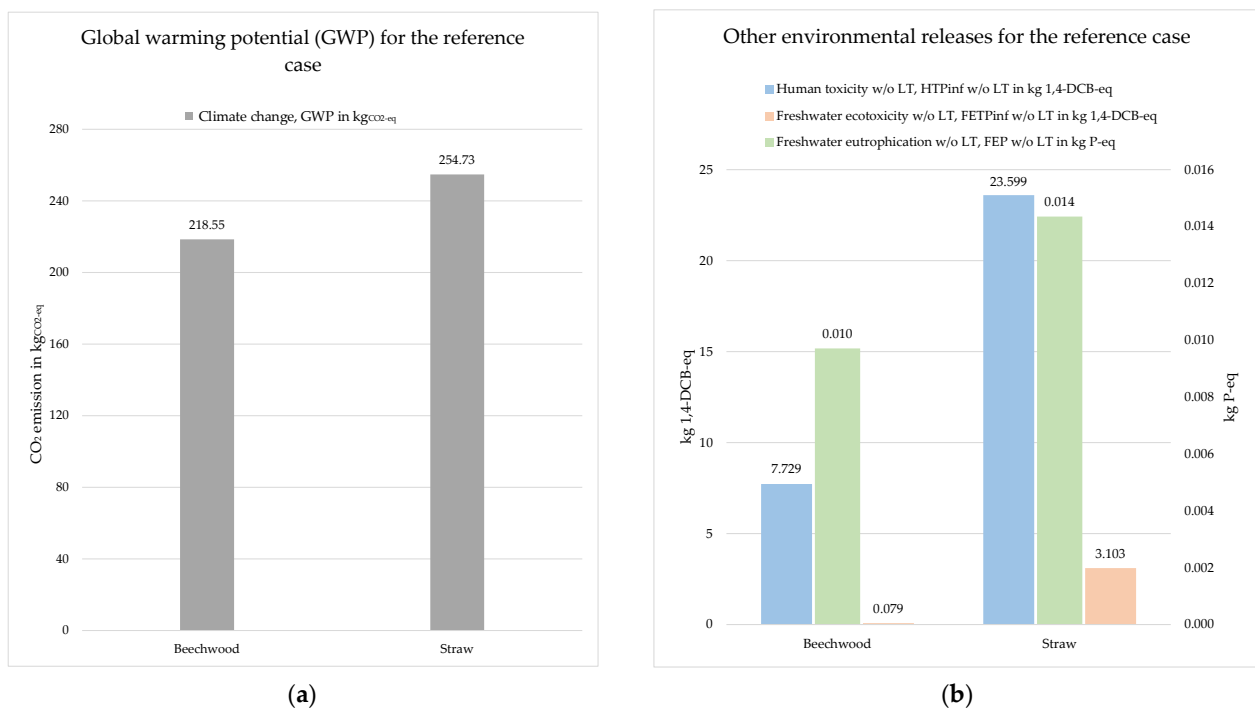 Global warming potential (GWP) for the reference
case
Climate change, GWP in kgCO2-eq
280
240
200
160
120
80
40
0
CO2 emission in kgCO2-eq
218.55
254.73
Beechwood
Straw
(a)
Other environmental releases for the reference case
Human toxicity w/o LT, HTPinf w/o LT in kg 1,4-DCB-eq
Freshwater ecotoxicity w/o LT, FETPinf w/o LT in kg 1,4-DCB-eq
Freshwater eutrophication w/o LT, FEP w/o LT in kg P-eq
25
20
15
10
5
0
kg 1,4-DCB-eq
7.729
0.010
0.079
23.599
0.014
3.103
0.016
0.014
0.012
0.010
0.008
0.006
0.004
0.002
0.000
kg P-eq
Beechwood
Straw
(b)